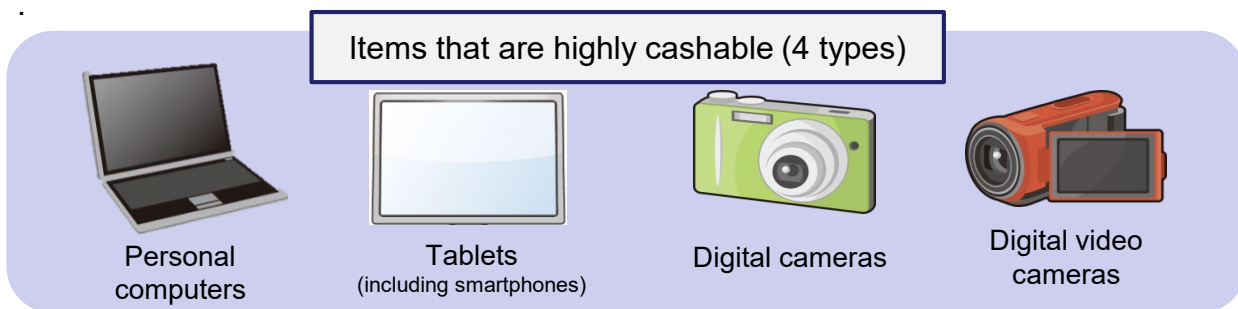 .
Items that are highly cashable (4 types)
Personal
computers
Tablets
(including smartphones)
Digital cameras
Digital video
cameras